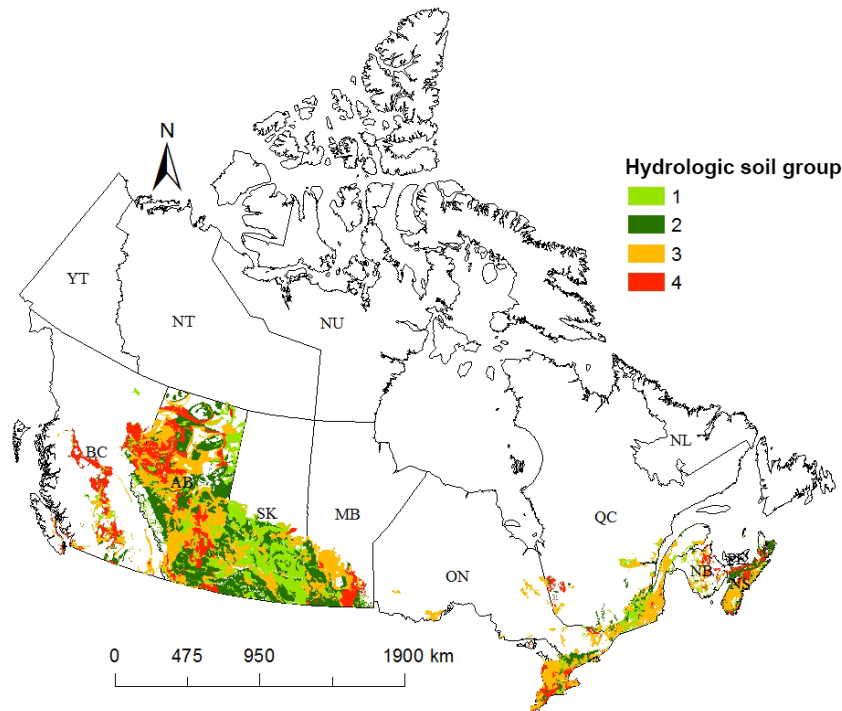 N
Hydrologic soil group
1
2
3
4
YT
NT
NU
BC
AB
SK
MB
ON
QC
NL
NB
PE
NS
0 475 950 1900 km